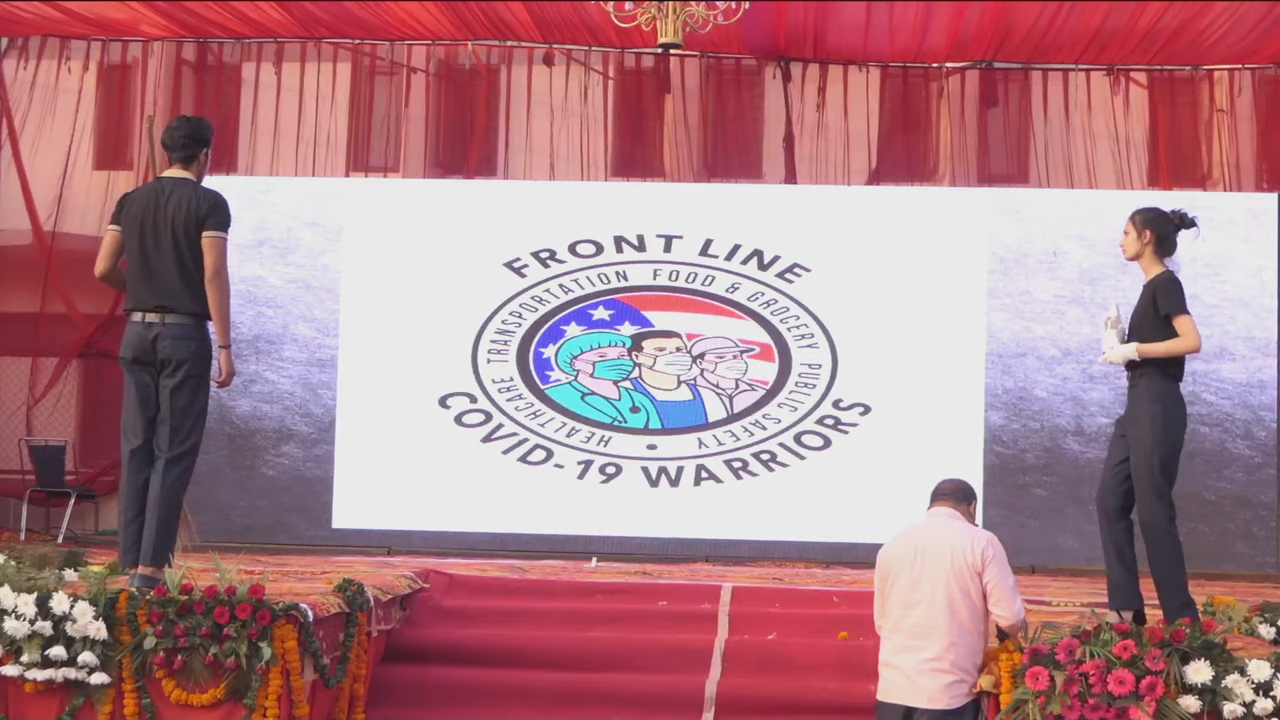 FRONT LINE
HEALTHCARE TRANSPORTATION FOOD & GROCERY PUBLIC SAFETY
COVID-19 WARRIORS